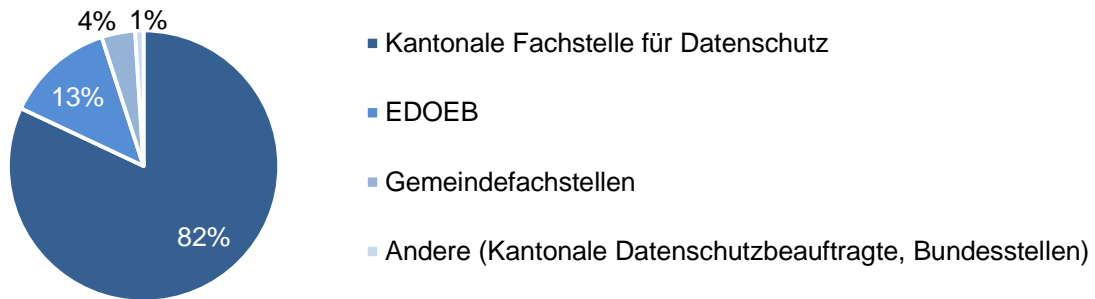 4% 1%
13%
82%
Kantonale Fachstelle für Datenschutz
EDOEB
Gemeindefachstellen
Andere (Kantonale Datenschutzbeauftragte, Bundesstellen)